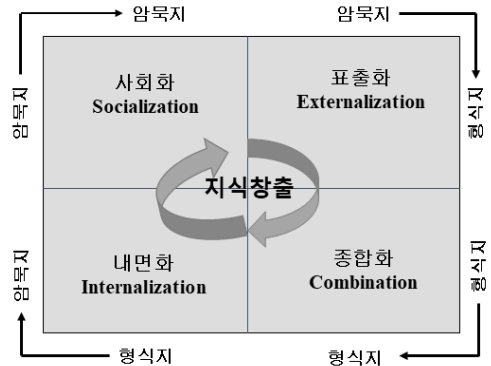 암묵지
암묵지
암묵지
사회화
Socialization
표출화
Externalization
형식지
지식창출
암묵지
내면화
Internalization
종합화
Combination
형식지
형식지
형식지